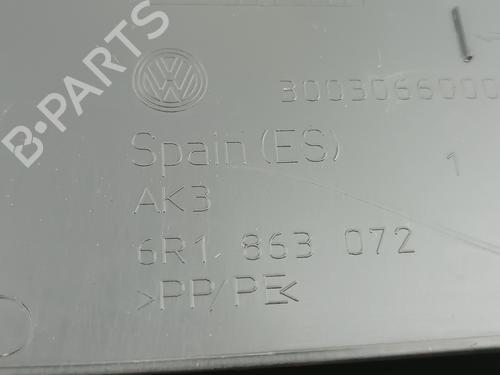 B-PARTS
3003066000
Spain (ES)
1
AK3
6R1 863 072
>PP/PE<